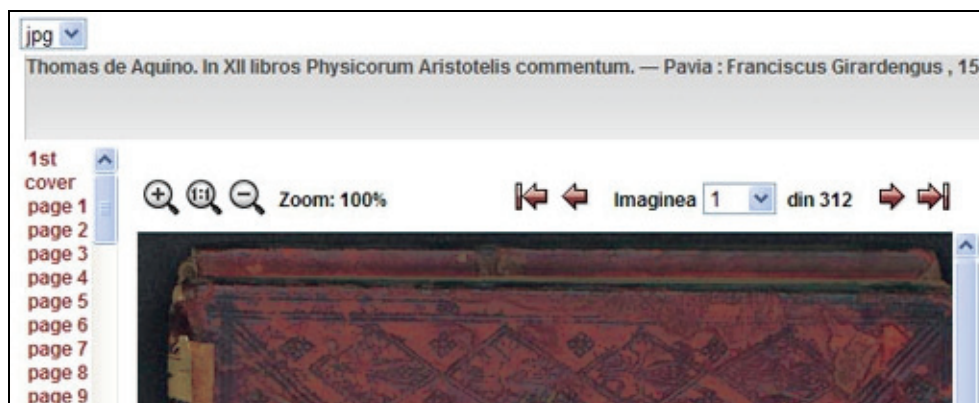 jpg
Thomas de Aquino. In XII libros Physicorum Aristotelis commentum. — Pavia : Franciscus Girardengus , 15
1st
cover
page 1
page 2
page 3
page 4
page 5
page 6
page 7
page 8
page 9
1:1
Zoom: 100%
Imaginea 1 din 312